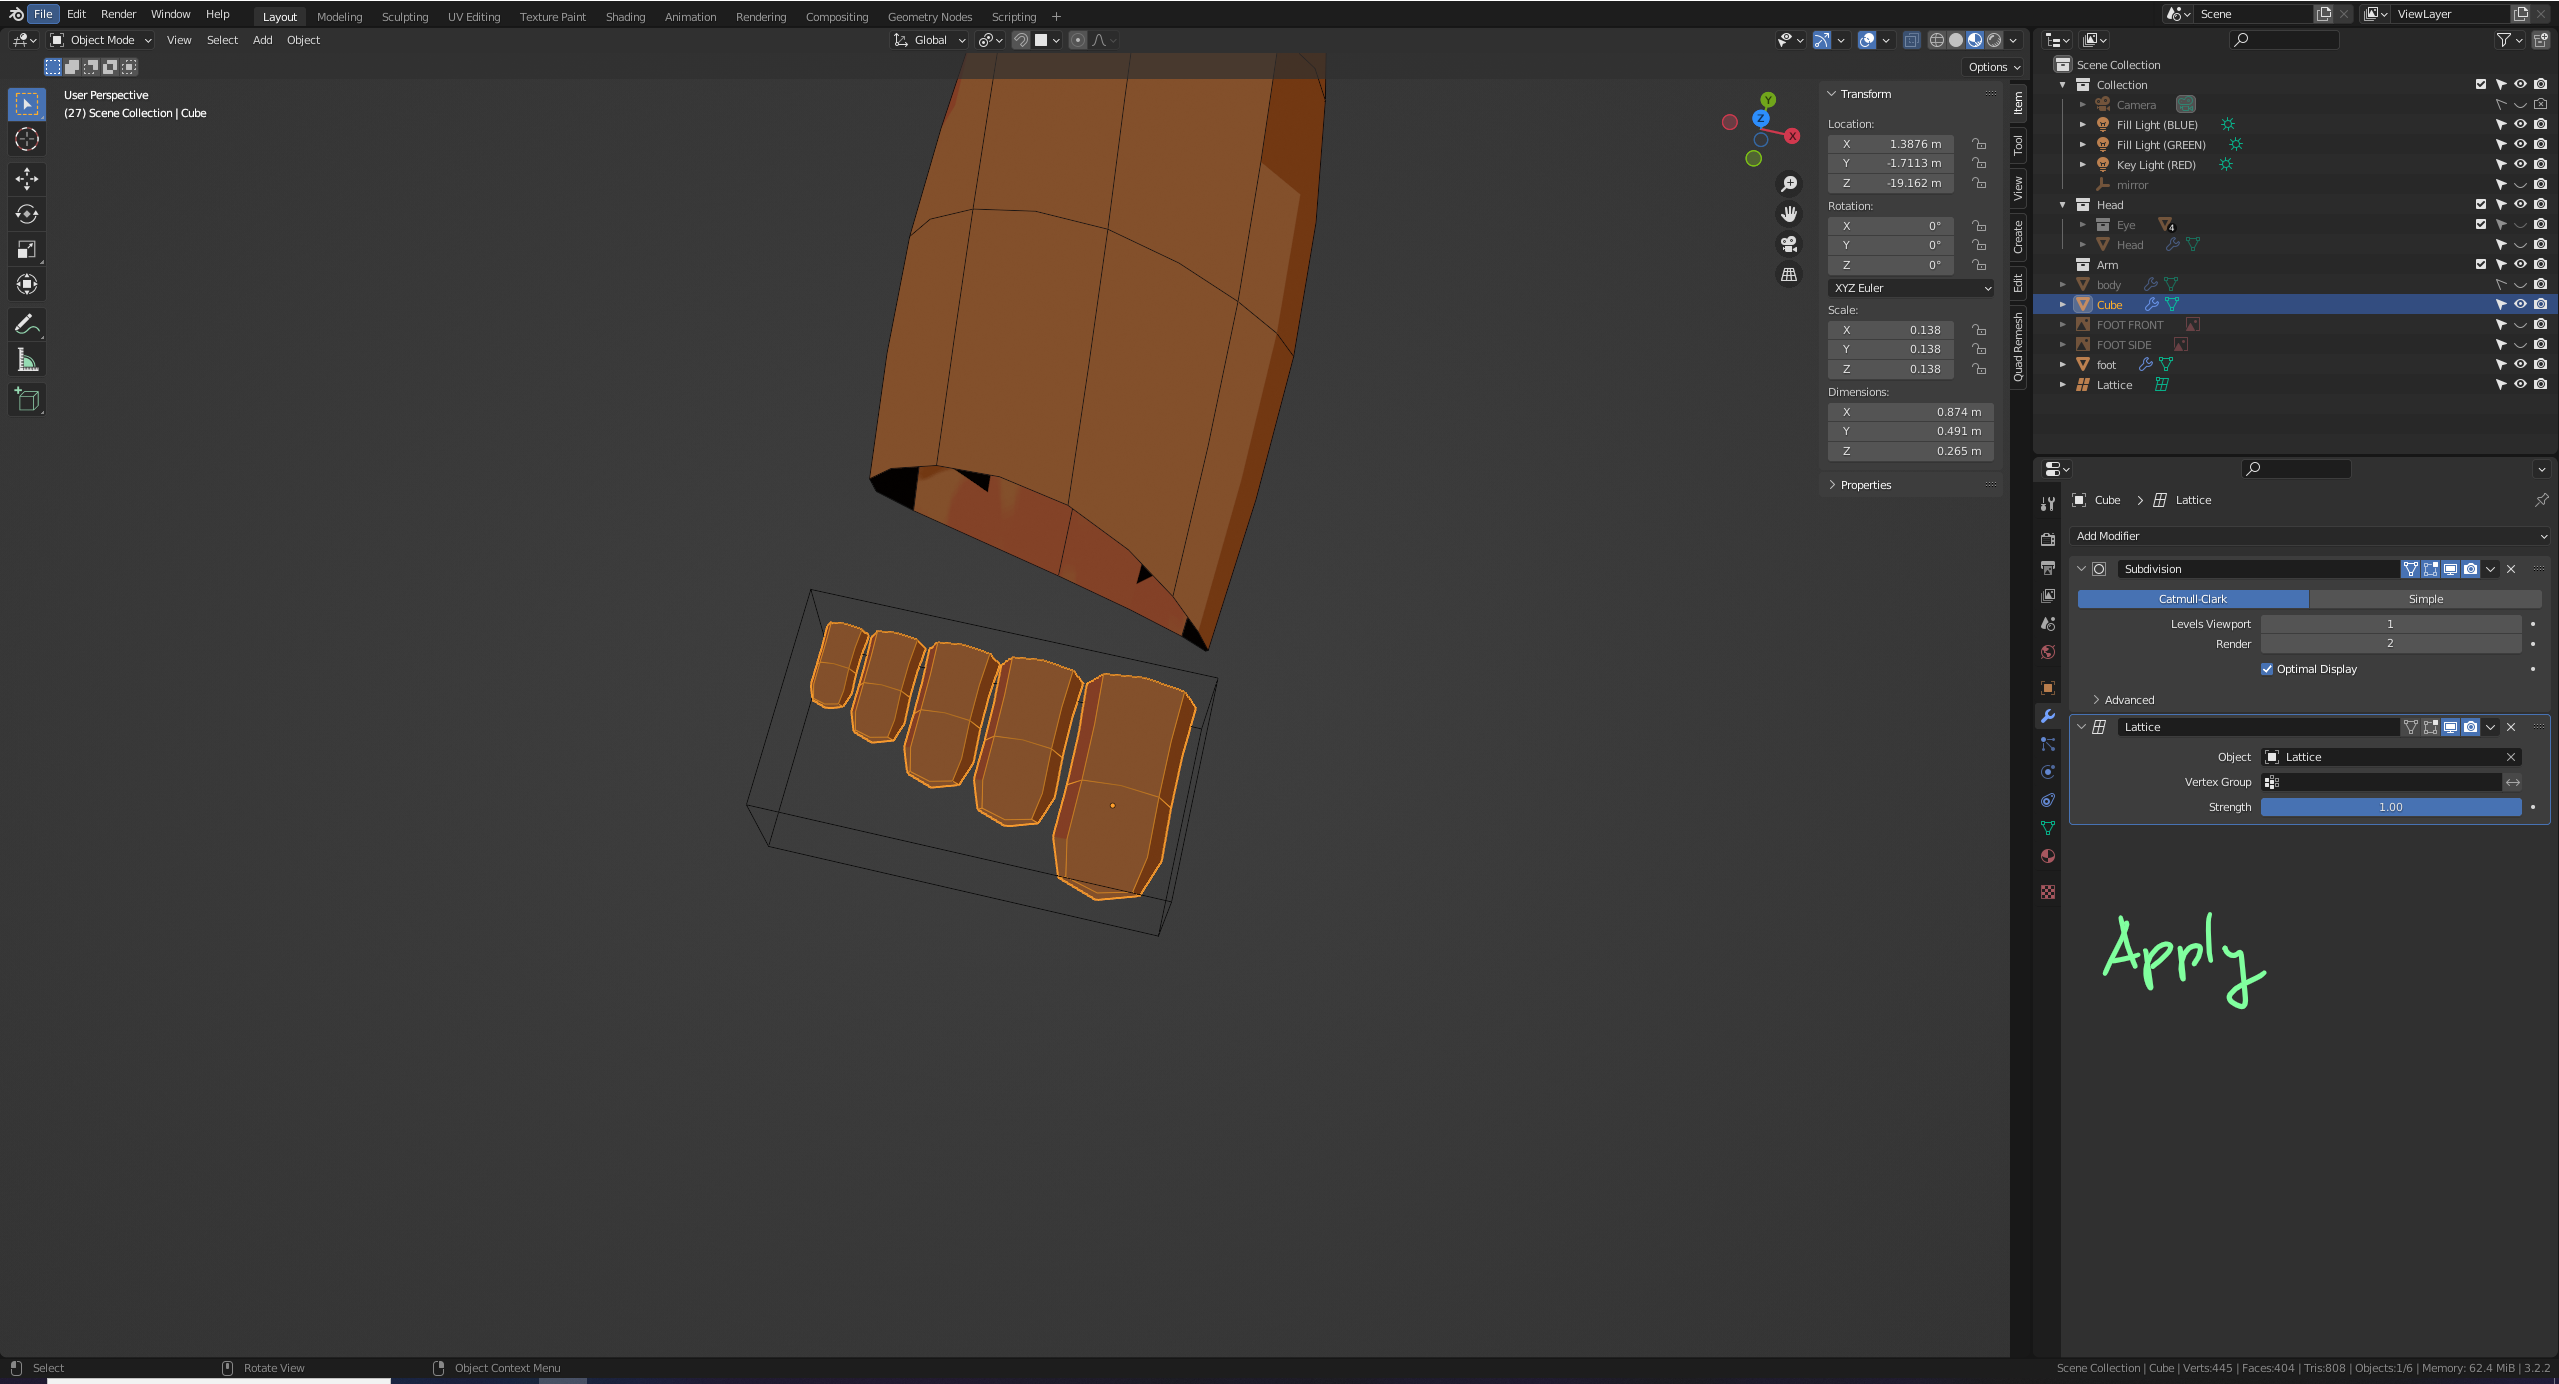 File Edit Render Window Help Layout Modeling Sculpting UV Editing Texture Paint Shading Animation Rendering Compositing Geometry Nodes Scripting + Scene ViewLayer
Object Mode View Select Add Object Global
Options
User Perspective
(27) Scene Collection | Cube
Y
Z
X
Transform
Location:
X 1.3876 m
Y -1.7113 m
Z -19.162 m
Rotation:
X 0°
Y 0°
Z 0°
XYZ Euler
Scale:
X 0.138
Y 0.138
Z 0.138
Dimensions:
X 0.874 m
Y 0.491 m
Z 0.265 m
Properties
Item
Tool
View
Create
Edit
Quad Remesh
Scene Collection
Collection
Camera
Fill Light (BLUE)
Fill Light (GREEN)
Key Light (RED)
mirror
Head
Eye 4
Head
Arm
body
Cube
FOOT FRONT
FOOT SIDE
foot
Lattice
Cube > Lattice
Add Modifier
Subdivision
Catmull-Clark Simple
Levels Viewport 1
Render 2
Optimal Display
Advanced
Lattice
Object Lattice
Vertex Group
Strength 1.00
Apply
Select Rotate View Object Context Menu Scene Collection | Cube | Verts:445 | Faces:404 | Tris:808 | Objects:1/6 | Memory: 62.4 MiB | 3.2.2